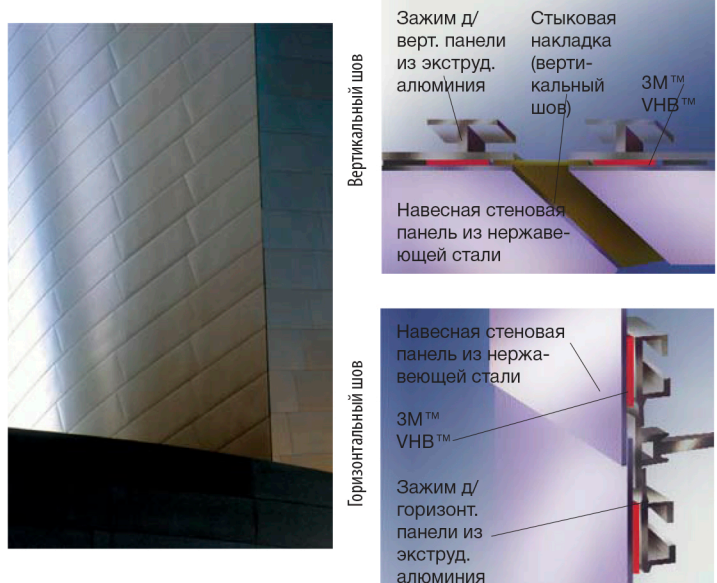 Вертикальный шов
Зажим д/
верт. панели
из экструд.
алюминия
Стыковая
накладка
(верти-
кальный
шов)
3M™
VHB™
Навесная стеновая
панель из нержаве-
ющей стали
Горизонтальный шов
Навесная стеновая
панель из нержа-
веющей стали
3M™
VHB™
Зажим д/
горизонт.
панели из
экструд.
алюминия